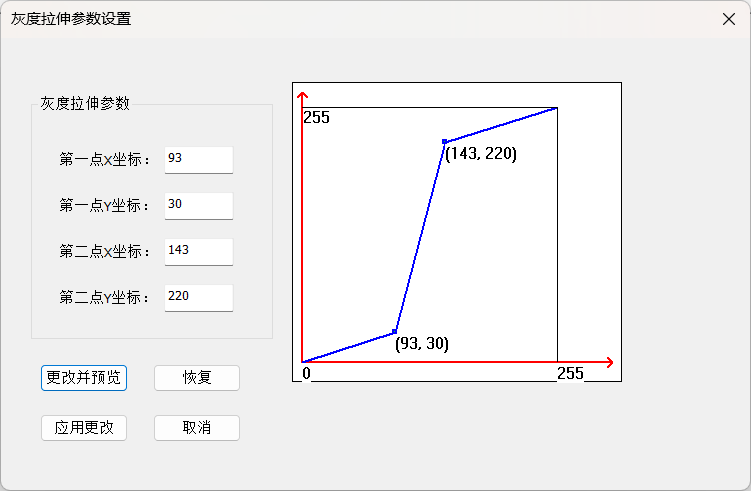 灰度拉伸参数设置
灰度拉伸参数
第一点X坐标： 93
第一点Y坐标： 30
第二点X坐标： 143
第二点Y坐标： 220
更改并预览 恢复
应用更改 取消
255
(143, 220)
(93, 30)
0 255